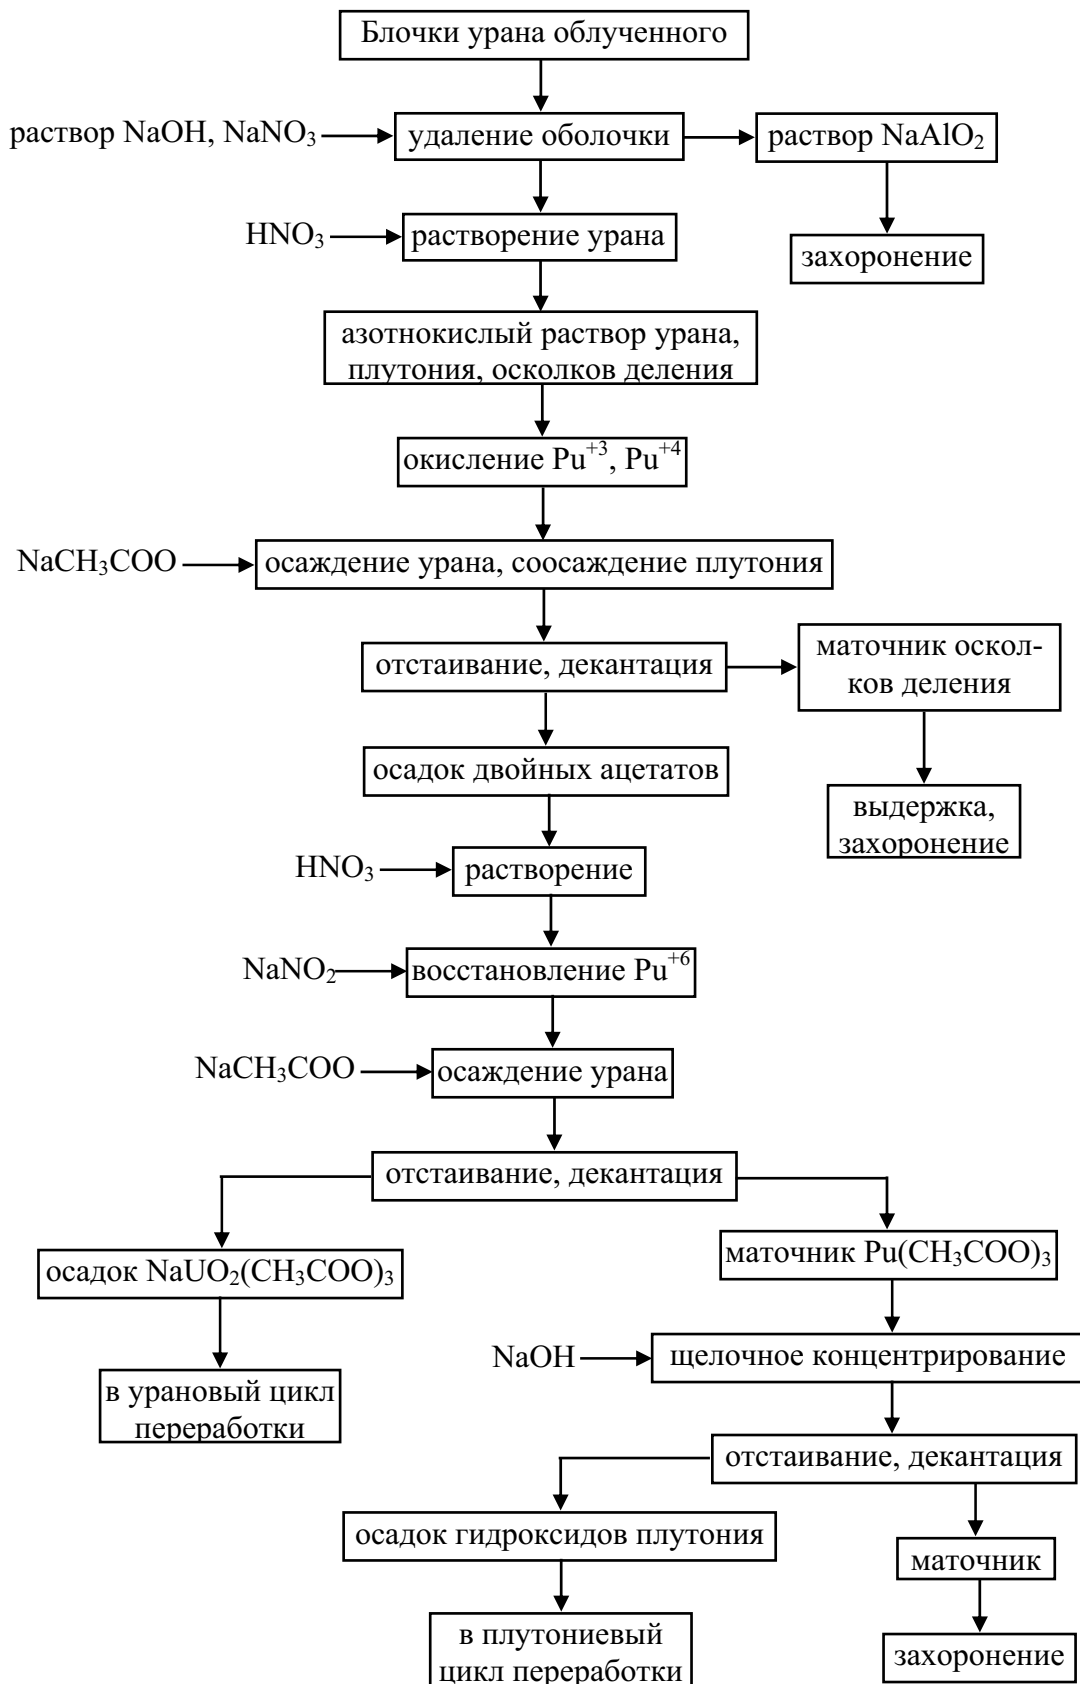 Блочки урана облученного
раствор NaOH, NaNO₃
удаление оболочки
раствор NaAlO₂
HNO₃
растворение урана
захоронение
азотнокислый раствор урана,
плутония, осколков деления
окисление Pu⁺³, Pu⁺⁴
NaCH₃COO
осаждение урана, соосаждение плутония
отстаивание, декантация
маточник оскол-
ков деления
осадок двойных ацетатов
выдержка,
захоронение
HNO₃
растворение
NaNO₂
восстановление Pu⁺⁶
NaCH₃COO
осаждение урана
отстаивание, декантация
осадок NaUO₂(CH₃COO)₃
маточник Pu(CH₃COO)₃
NaOH
щелочное концентрирование
в урановый цикл
переработки
отстаивание, декантация
осадок гидроксидов плутония
маточник
в плутониевый
цикл переработки
захоронение